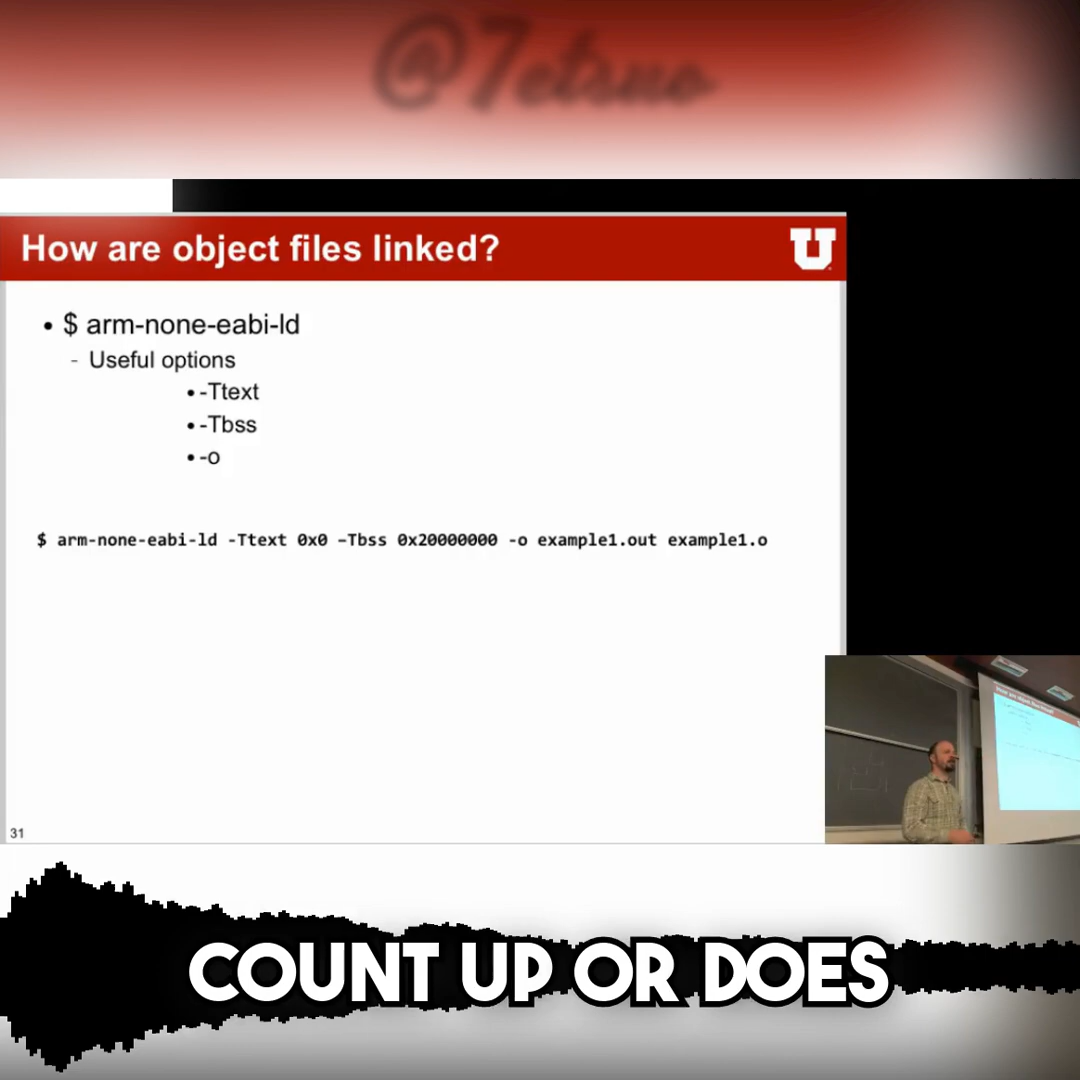 @7etsuo
How are object files linked?
U
• $ arm-none-eabi-ld
- Useful options
• -Ttext
• -Tbss
• -o
$ arm-none-eabi-ld -Ttext 0x0 –Tbss 0x20000000 -o example1.out example1.o
31
COUNT UP OR DOES